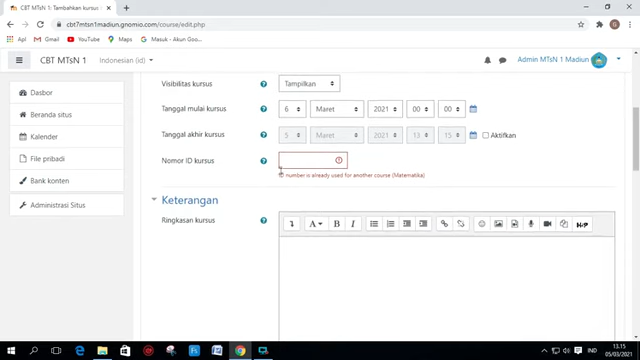 CBT MTsN 1: Tambahkan kursus
cbt7mtsn1madiun.gnomio.com/course/edit.php
G
Apl
Gmail
YouTube
Maps
Masuk - Akun Google
CBT MTsN 1
Indonesian (id)
Admin MTsN 1 Madiun
Dasbor
Beranda situs
Kalender
File pribadi
Bank konten
Administrasi Situs
Visibilitas kursus
Tampilkan
Tanggal mulai kursus
6 Maret 2021 00 00
Tanggal akhir kursus
5 Maret 2021 13 15 Aktifkan
Nomor ID kursus
number is already used for another course (Matematika)
Keterangan
Ringkasan kursus
A B I
H-P
IND
13.15
05/03/2021